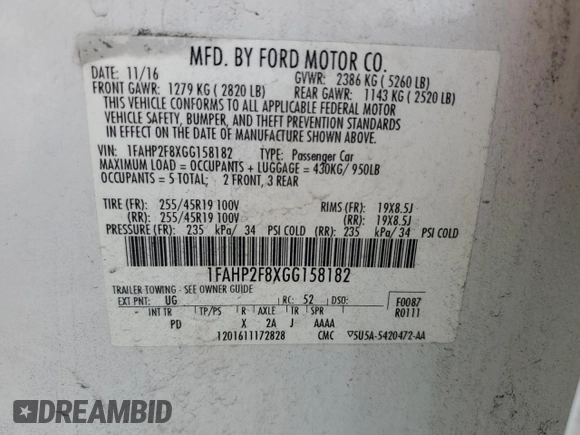 MFD. BY FORD MOTOR CO.
DATE: 11/16 GVWR: 2386 KG ( 5260 LB)
FRONT GAWR: 1279 KG ( 2820 LB) REAR GAWR: 1143 KG ( 2520 LB)
THIS VEHICLE CONFORMS TO ALL APPLICABLE FEDERAL MOTOR
VEHICLE SAFETY, BUMPER, AND THEFT PREVENTION STANDARDS
IN EFFECT ON THE DATE OF MANUFACTURE SHOWN ABOVE.
VIN: 1FAHP2F8XGG158182 TYPE: Passenger Car
MAXIMUM LOAD = OCCUPANTS + LUGGAGE = 430KG/ 950LB
OCCUPANTS = 5 TOTAL; 2 FRONT, 3 REAR
TIRE (FR): 255/45R19 100V RIMS (FR): 19X8.5J
(RR): 255/45R19 100V (RR): 19X8.5J
PRESSURE (FR): 235 kPa/ 34 PSI COLD (RR): 235 kPa/ 34 PSI COLD
1FAHP2F8XGG158182
TRAILER TOWING - SEE OWNER GUIDE
EXT PNT: UG RC: 52 DSO: F0087
INT TR TP/PS R AXLE TR SPR R0111
PD X 2A J AAAA
1201611172828 CMC 5U5A-5420472-AA
DREAMBID